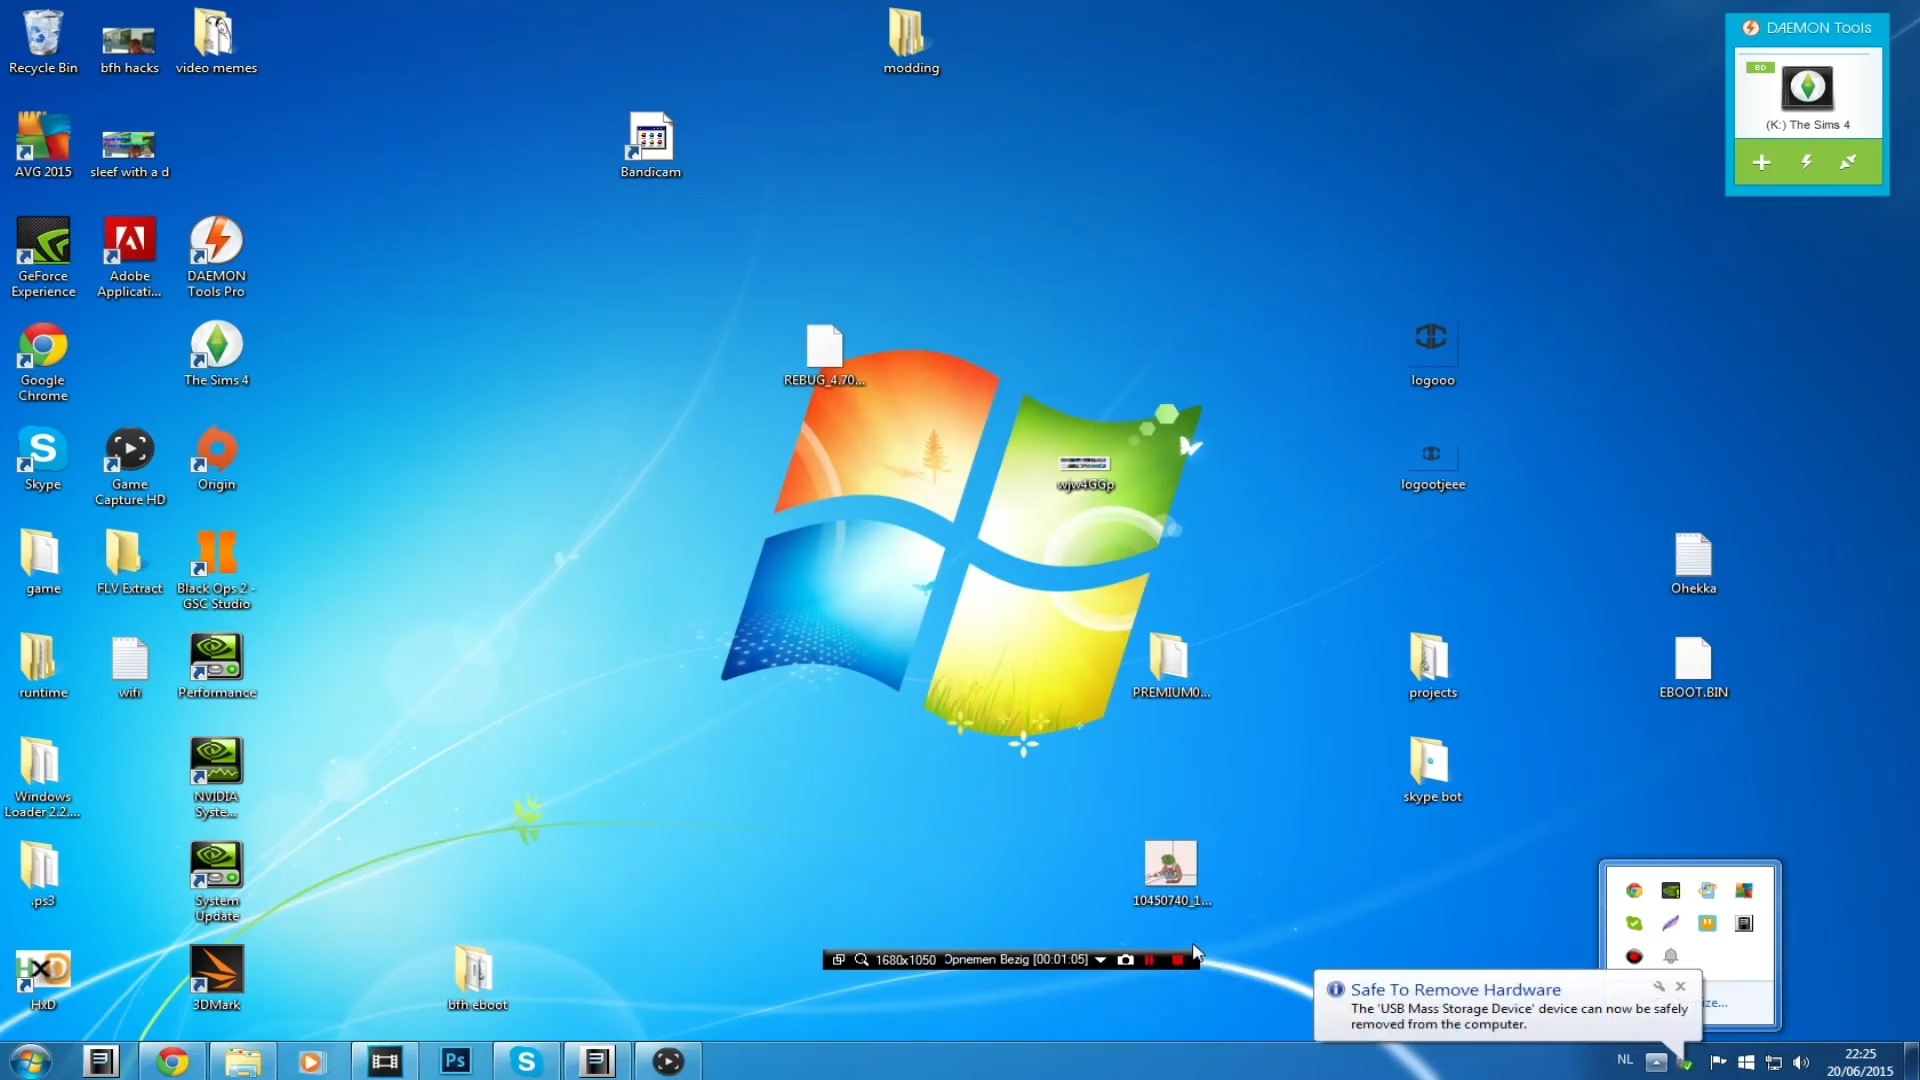 Recycle Bin
bfh hacks
video memes
modding
DAEMON Tools
BD
(K:) The Sims 4
AVG 2015
sleef with a d
Bandicam
GeForce
Experience
Adobe
Applicati...
DAEMON
Tools Pro
Google
Chrome
The Sims 4
REBUG_4.70...
logooo
Skype
Game
Capture HD
Origin
wjw4GGp
logootjeee
game
FLV Extract
Black Ops 2 -
GSC Studio
Ohekka
runtime
wifi
Performance
PREMIUM0...
projects
EBOOT.BIN
Windows
Loader 2.2....
NVIDIA
Syste...
skype bot
.ps3
System
Update
10450740_1...
HxD
HxD
3DMark
bfh eboot
1680x1050 Opnemen Bezig [00:01:05]
Safe To Remove Hardware
The 'USB Mass Storage Device' device can now be safely
removed from the computer.
ize...
Ps
NL
22:25
20/06/2015